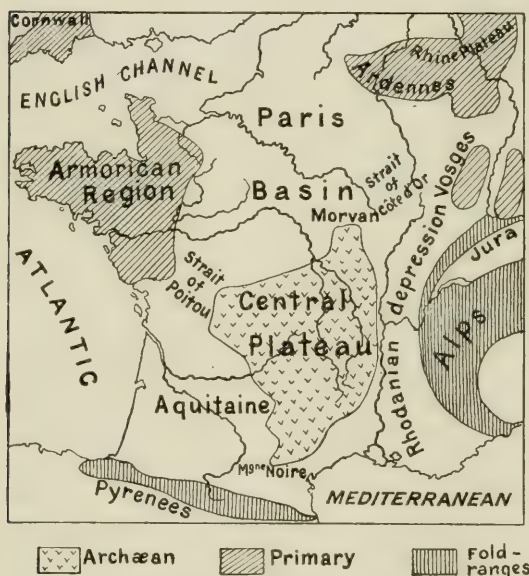 Cornwall
ENGLISH CHANNEL
Rhine Plateau
Ardennes
Paris
Basin
Armorican
Region
Strait of
Côte d'Or
Morvan
Vosges
Jura
ATLANTIC
Strait of
Poitou
Central
Plateau
Rhodanian depression
Alps
Aquitaine
Mgne Noire
Pyrenees
MEDITERRANEAN
Archæan
Primary
Fold-
ranges